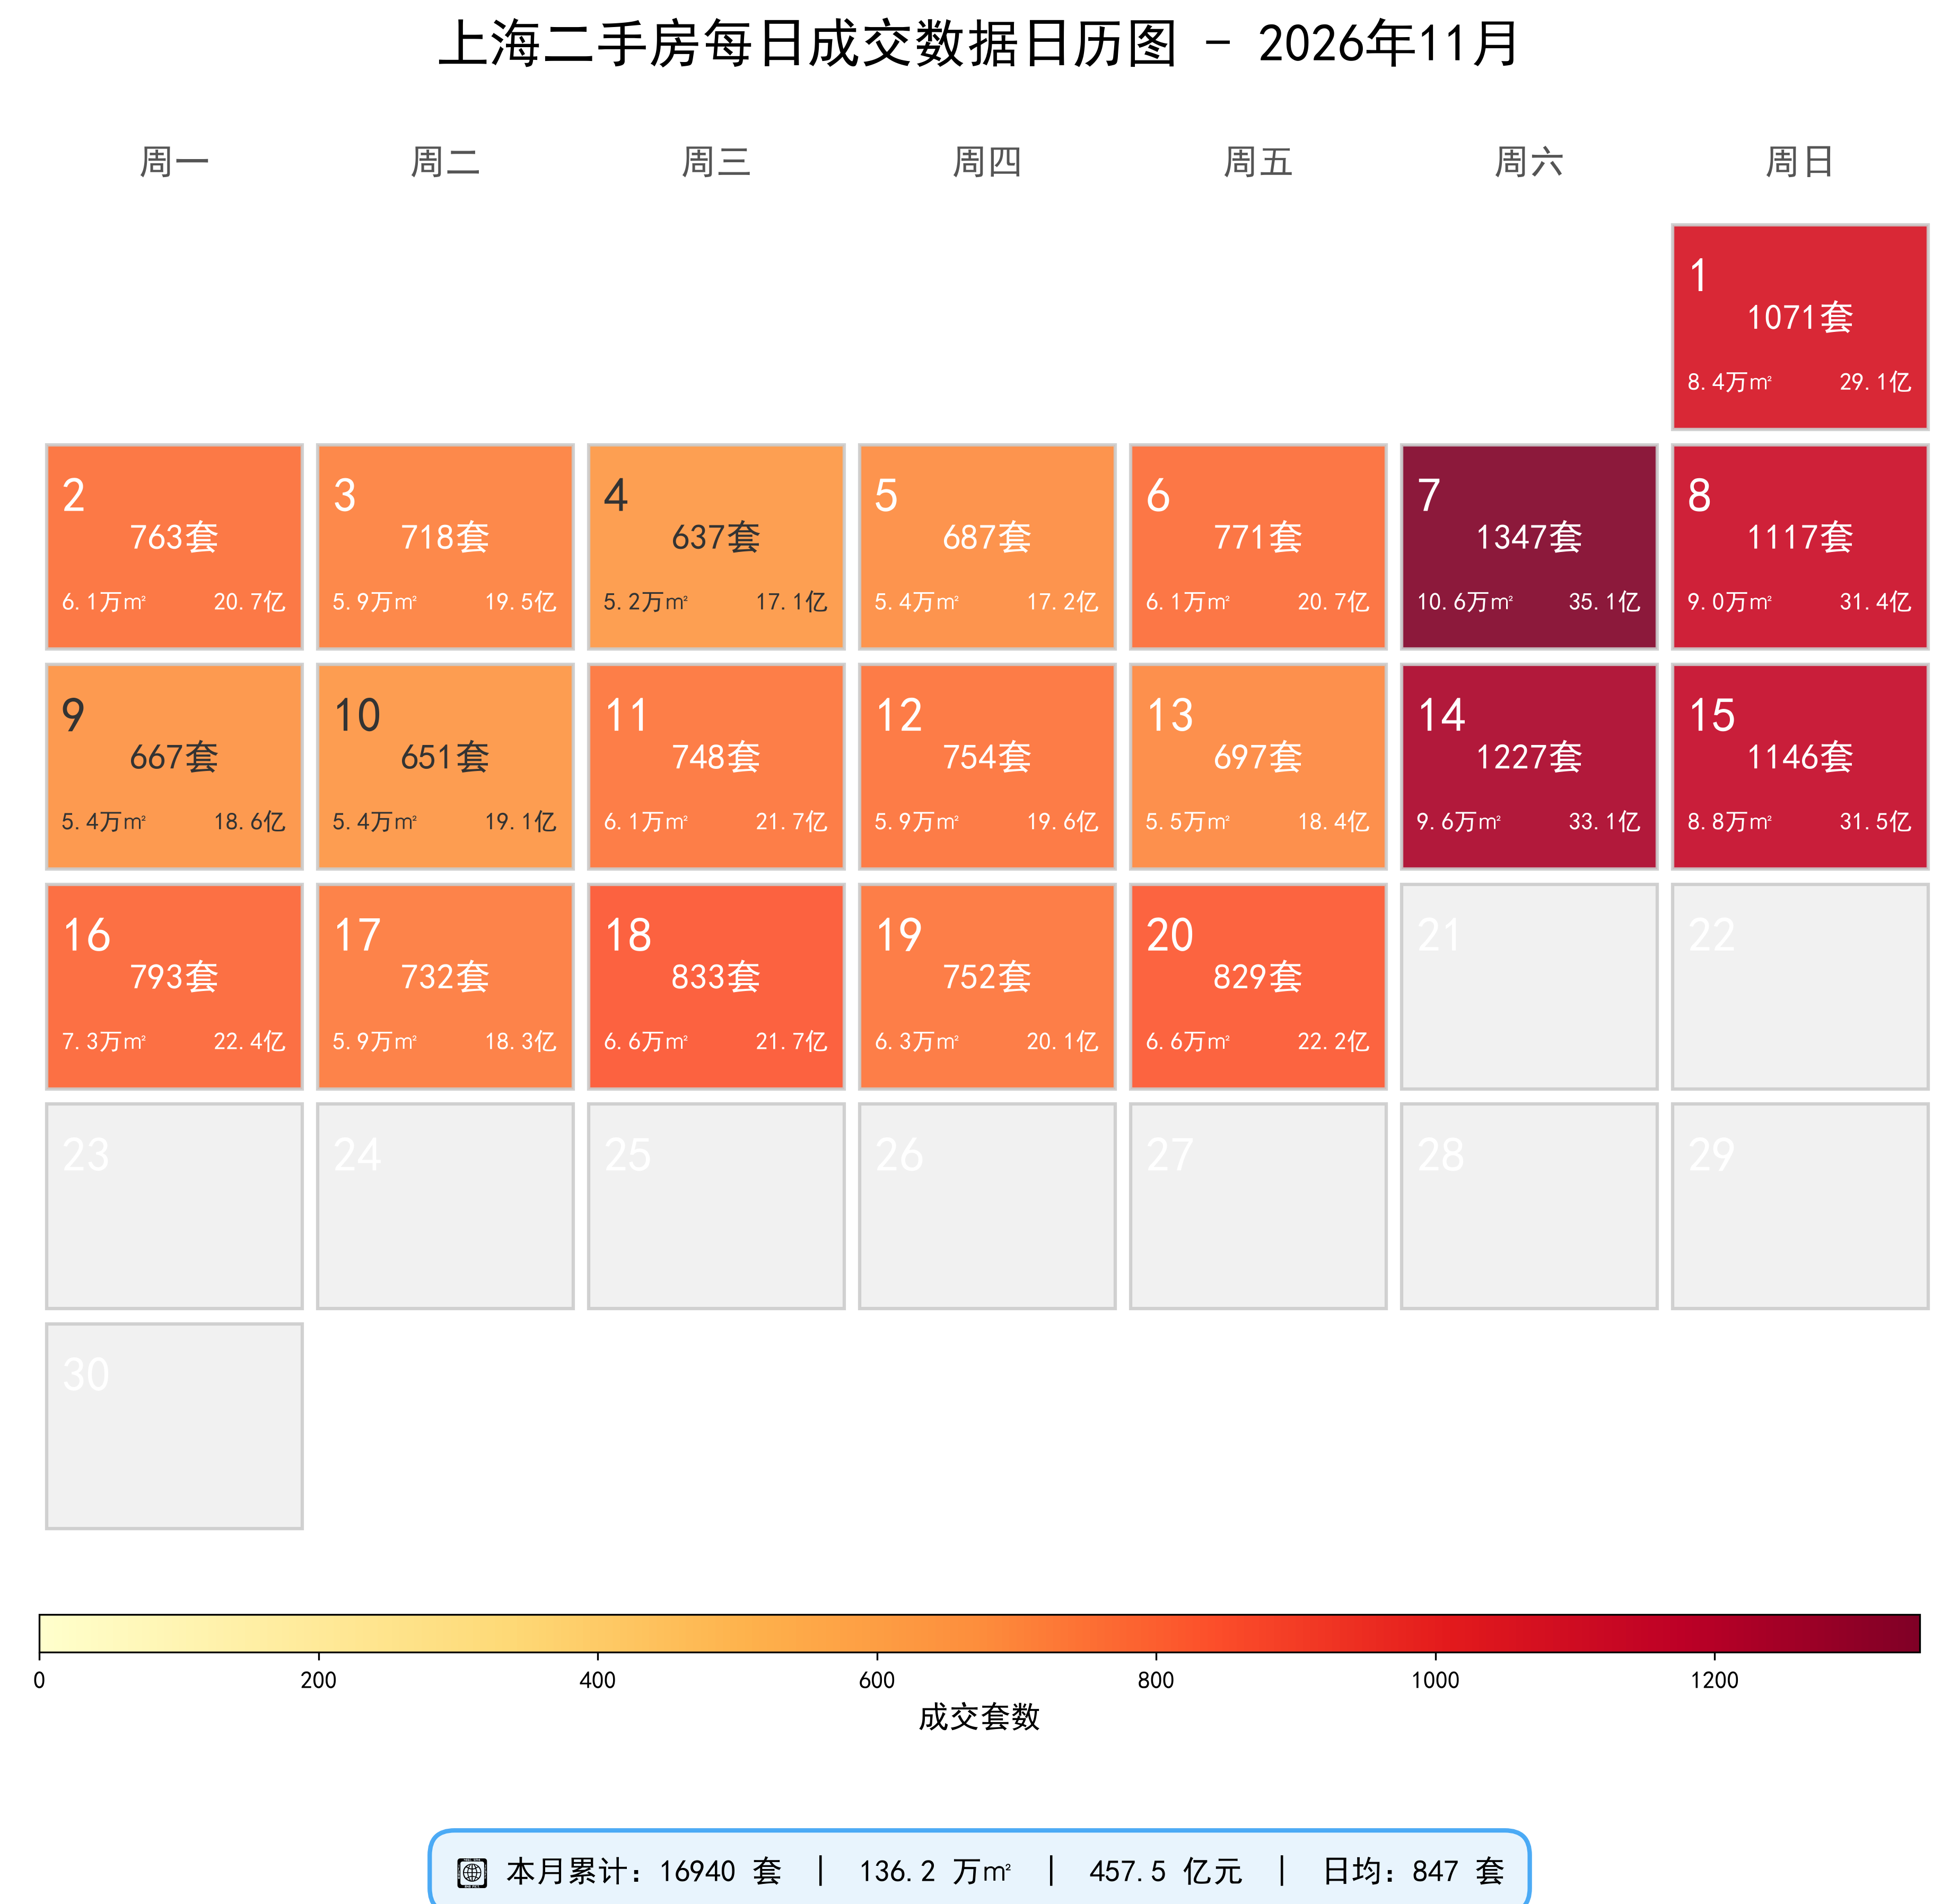 上海二手房每日成交数据日历图 - 2026年11月
周一 周二 周三 周四 周五 周六 周日
1
1071套
8.4万㎡ 29.1亿
2 3 4 5 6 7 8
763套 718套 637套 687套 771套 1347套 1117套
6.1万㎡ 20.7亿 5.9万㎡ 19.5亿 5.2万㎡ 17.1亿 5.4万㎡ 17.2亿 6.1万㎡ 20.7亿 10.6万㎡ 35.1亿 9.0万㎡ 31.4亿
9 10 11 12 13 14 15
667套 651套 748套 754套 697套 1227套 1146套
5.4万㎡ 18.6亿 5.4万㎡ 19.1亿 6.1万㎡ 21.7亿 5.9万㎡ 19.6亿 5.5万㎡ 18.4亿 9.6万㎡ 33.1亿 8.8万㎡ 31.5亿
16 17 18 19 20 21 22
793套 732套 833套 752套 829套
7.3万㎡ 22.4亿 5.9万㎡ 18.3亿 6.6万㎡ 21.7亿 6.3万㎡ 20.1亿 6.6万㎡ 22.2亿
23 24 25 26 27 28 29
30
0 200 400 600 800 1000 1200
成交套数
本月累计：16940 套 | 136.2 万㎡ | 457.5 亿元 | 日均：847 套